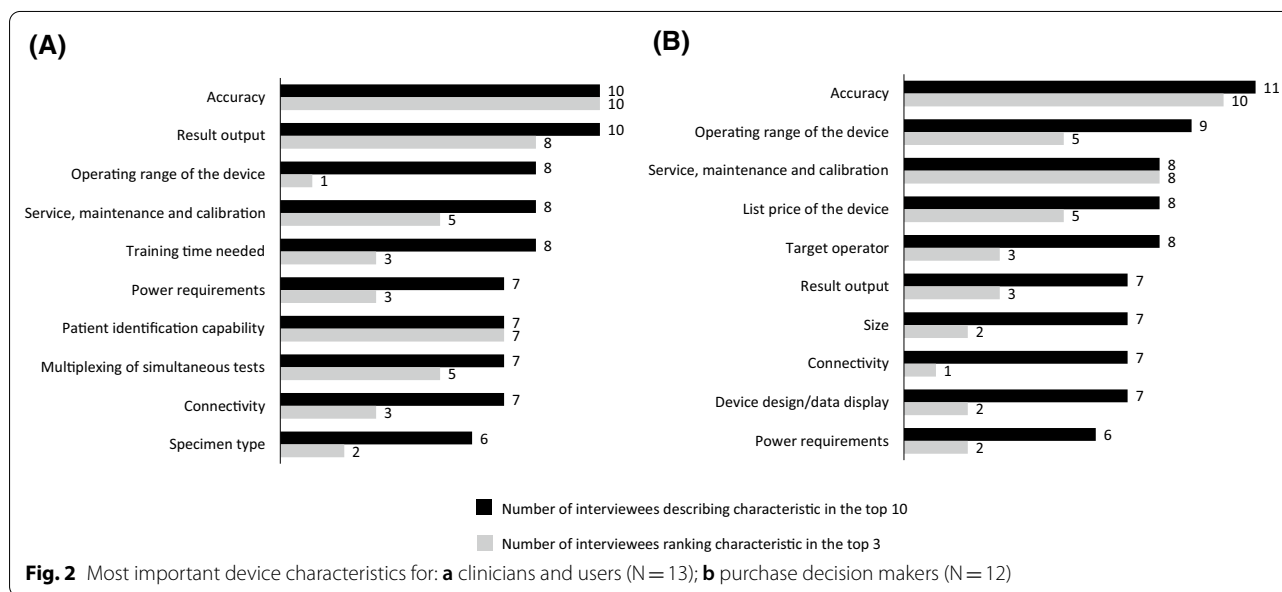 (A)
Accuracy 10
10
Result output 10
8
Operating range of the device 8
1
Service, maintenance and calibration 8
5
Training time needed 8
3
Power requirements 7
3
Patient identification capability 7
7
Multiplexing of simultaneous tests 7
5
Connectivity 7
3
Specimen type 6
2
(B)
Accuracy 11
10
Operating range of the device 9
5
Service, maintenance and calibration 8
8
List price of the device 8
5
Target operator 8
3
Result output 7
3
Size 7
2
Connectivity 7
1
Device design/data display 7
2
Power requirements 6
2
Number of interviewees describing characteristic in the top 10
Number of interviewees ranking characteristic in the top 3
Fig. 2 Most important device characteristics for: a clinicians and users (N = 13); b purchase decision makers (N = 12)